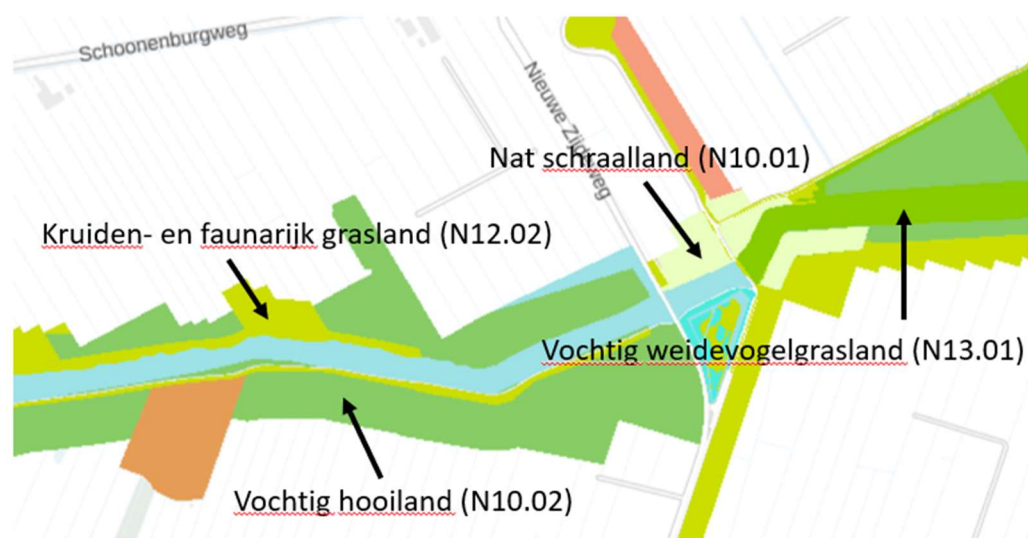 Schoonenburgweg
Nieuwe Zijdeweg
Nat schraalland (N10.01)
Kruiden- en faunarijk grasland (N12.02)
Vochtig weidevogelgrasland (N13.01)
Vochtig hooiland (N10.02)